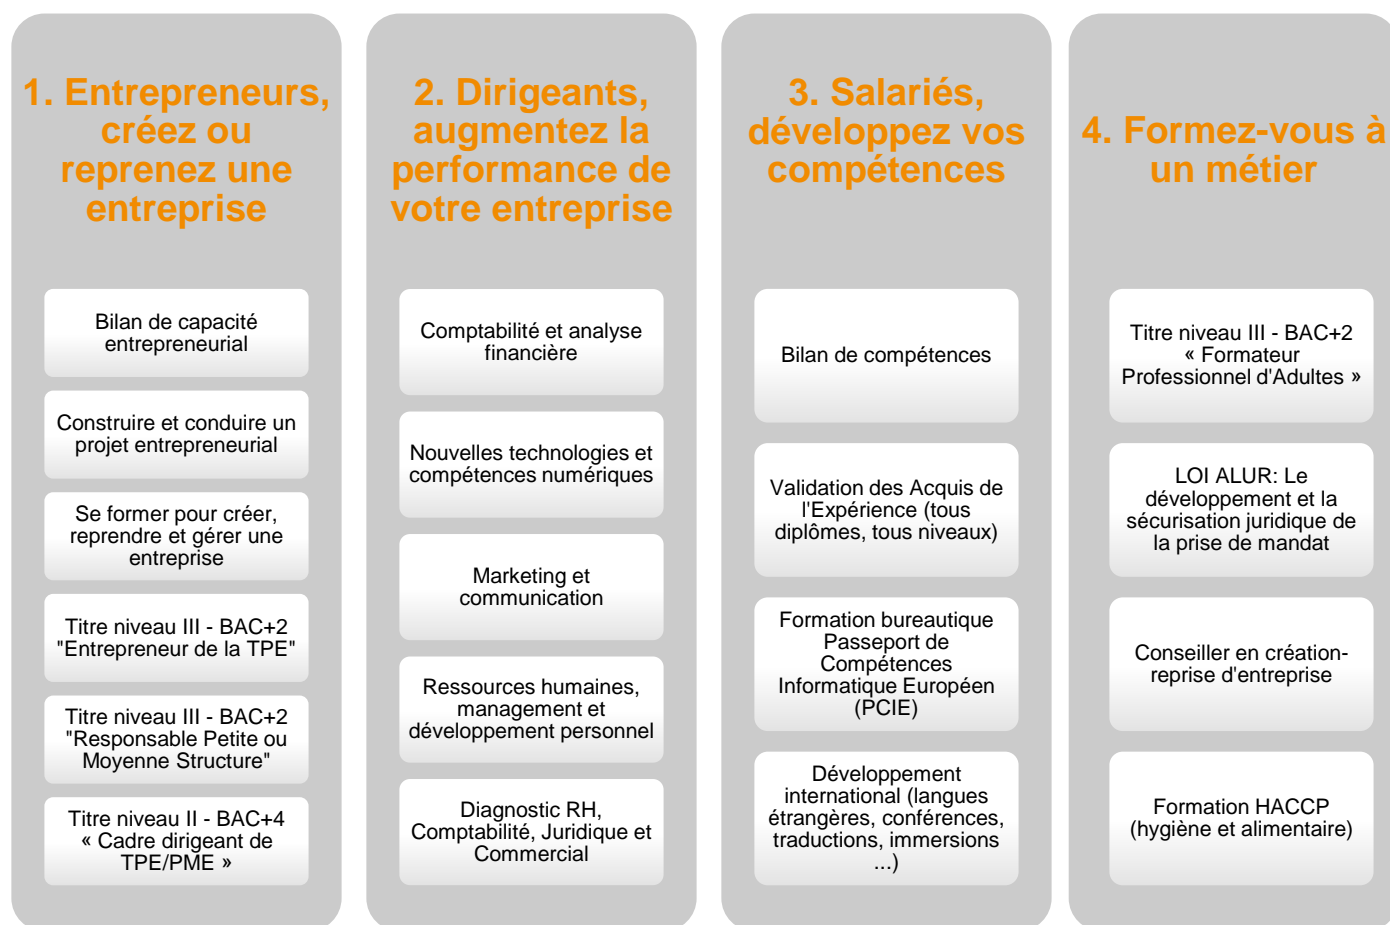 1. Entrepreneurs,
créez ou
reprenez une
entreprise
Bilan de capacité
entrepreneurial
Construire et conduire un
projet entrepreneurial
Se former pour créer,
reprendre et gérer une
entreprise
Titre niveau III - BAC+2
"Entrepreneur de la TPE"
Titre niveau III - BAC+2
"Responsable Petite ou
Moyenne Structure"
Titre niveau II - BAC+4
« Cadre dirigeant de
TPE/PME »
2. Dirigeants,
augmentez la
performance de
votre entreprise
Comptabilité et analyse
financière
Nouvelles technologies et
compétences numériques
Marketing et
communication
Ressources humaines,
management et
développement personnel
Diagnostic RH,
Comptabilité, Juridique et
Commercial
3. Salariés,
développez vos
compétences
Bilan de compétences
Validation des Acquis de
l'Expérience (tous
diplômes, tous niveaux)
Formation bureautique
Passeport de
Compétences
Informatique Européen
(PCIE)
Développement
international (langues
étrangères, conférences,
traductions, immersions
...)
4. Formez-vous à
un métier
Titre niveau III - BAC+2
« Formateur
Professionnel d'Adultes »
LOI ALUR: Le
développement et la
sécurisation juridique de
la prise de mandat
Conseiller en création-
reprise d'entreprise
Formation HACCP
(hygiène et alimentaire)